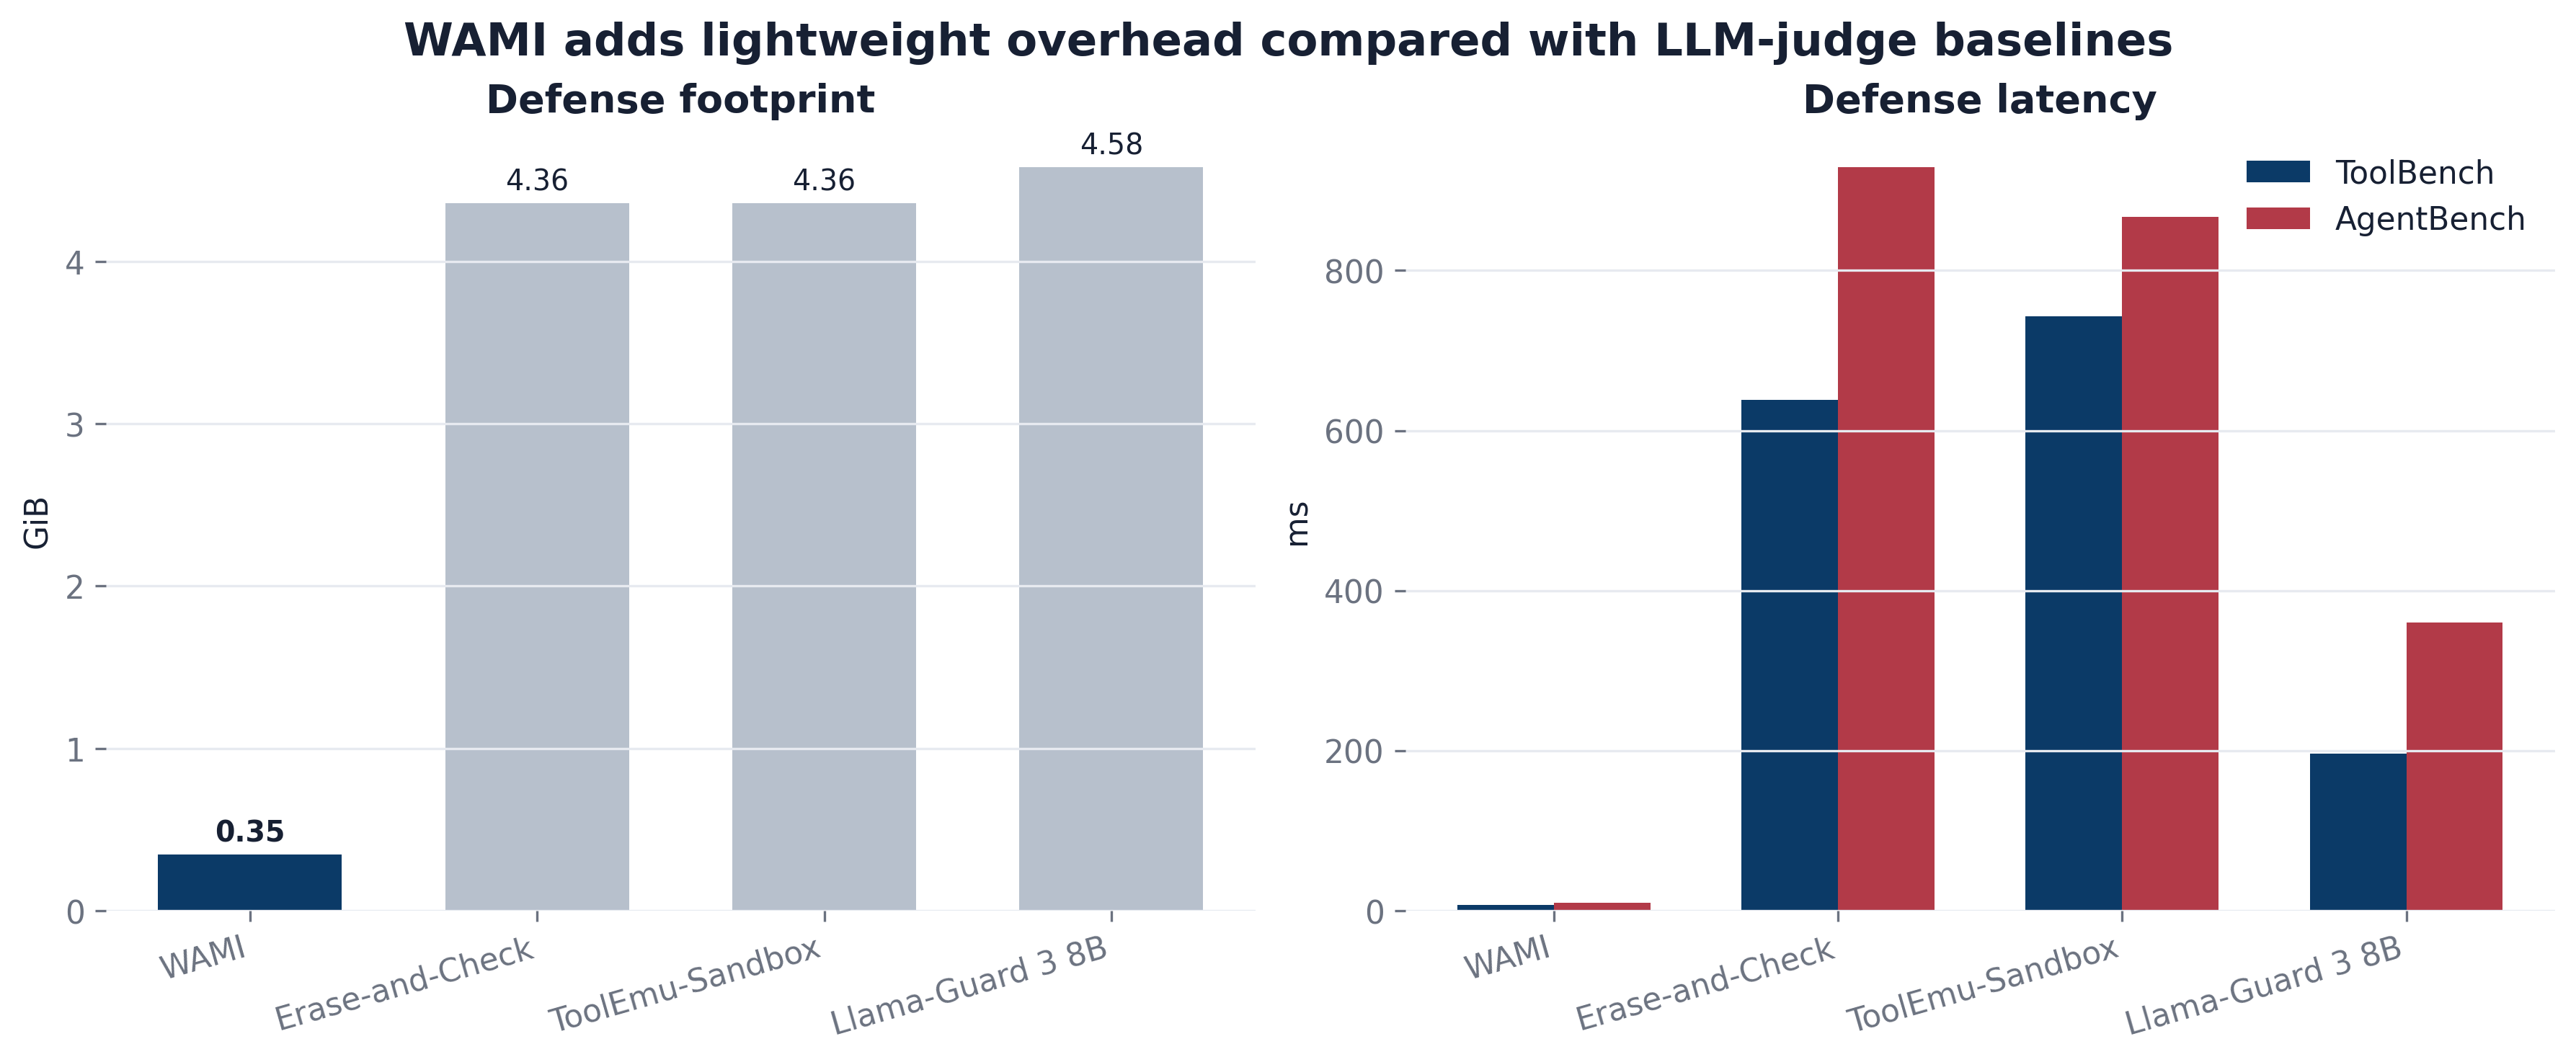 WAMI adds lightweight overhead compared with LLM-judge baselines
Defense footprint
4.58
4.36
4.36
4
3
GiB
2
1
0.35
0
WAMI
Erase-and-Check
ToolEmu-Sandbox
Llama-Guard 3 8B
Defense latency
ToolBench
AgentBench
800
600
ms
400
200
0
WAMI
Erase-and-Check
ToolEmu-Sandbox
Llama-Guard 3 8B